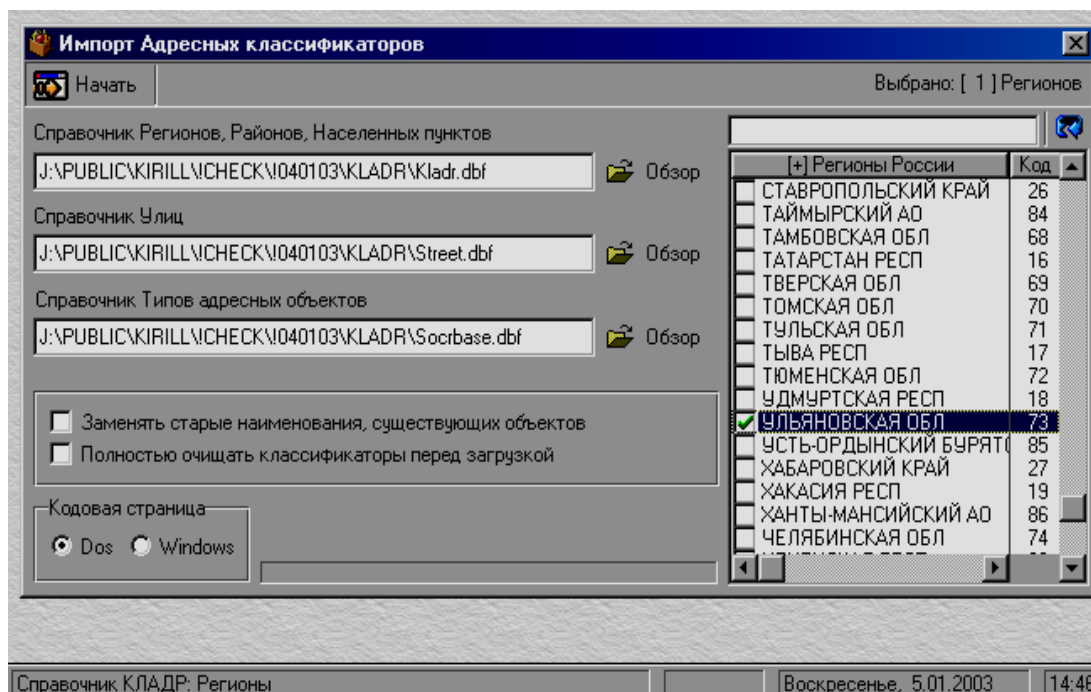 Импорт Адресных классификаторов
Начать
Выбрано: [ 1 ] Регионов
Справочник Регионов, Районов, Населенных пунктов
J:\PUBLIC\KIRILL\!CHECK\!040103\KLADR\Kladr.dbf
Обзор
Справочник Улиц
J:\PUBLIC\KIRILL\!CHECK\!040103\KLADR\Street.dbf
Обзор
Справочник Типов адресных объектов
J:\PUBLIC\KIRILL\!CHECK\!040103\KLADR\Socrbase.dbf
Обзор
Заменять старые наименования, существующих объектов
Полностью очищать классификаторы перед загрузкой
Кодовая страница
Dos Windows
[+] Регионы России Код
СТАВРОПОЛЬСКИЙ КРАЙ 26
ТАЙМЫРСКИЙ АО 84
ТАМБОВСКАЯ ОБЛ 68
ТАТАРСТАН РЕСП 16
ТВЕРСКАЯ ОБЛ 69
ТОМСКАЯ ОБЛ 70
ТУЛЬСКАЯ ОБЛ 71
ТЫВА РЕСП 17
ТЮМЕНСКАЯ ОБЛ 72
УДМУРТСКАЯ РЕСП 18
УЛЬЯНОВСКАЯ ОБЛ 73
УСТЬ-ОРДЫНСКИЙ БУРЯТ 85
ХАБАРОВСКИЙ КРАЙ 27
ХАКАСИЯ РЕСП 19
ХАНТЫ-МАНСИЙСКИЙ АО 86
ЧЕЛЯБИНСКАЯ ОБЛ 74
Справочник КЛАДР: Регионы
Воскресенье, 5.01.2003
14:46